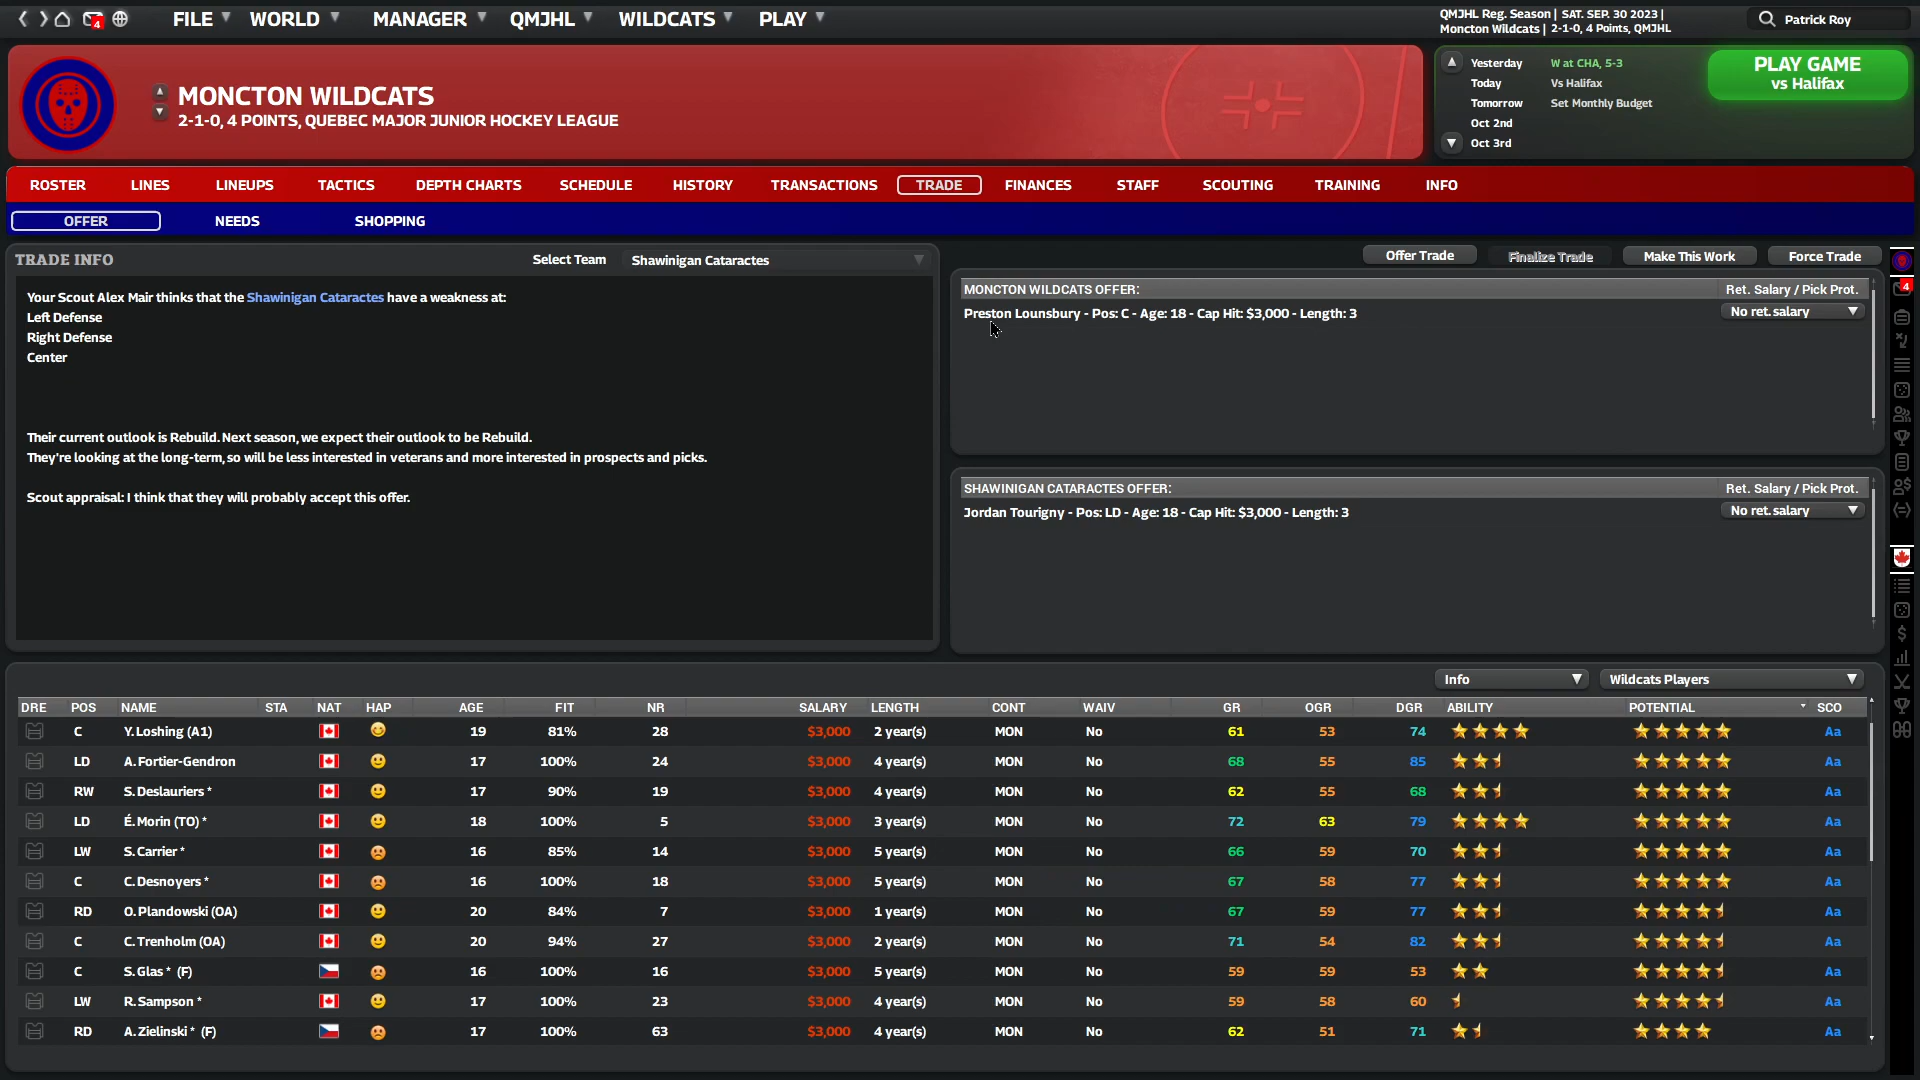 4
FILE WORLD MANAGER QMJHL WILDCATS PLAY
QMJHL Reg. Season | SAT. SEP. 30 2023 |
Moncton Wildcats | 2-1-0, 4 Points, QMJHL
Patrick Roy
MONCTON WILDCATS
2-1-0, 4 POINTS, QUEBEC MAJOR JUNIOR HOCKEY LEAGUE
Yesterday W at CHA, 5-3
Today Vs Halifax
Tomorrow Set Monthly Budget
Oct 2nd
Oct 3rd
PLAY GAME
vs Halifax
ROSTER LINES LINEUPS TACTICS DEPTH CHARTS SCHEDULE HISTORY TRANSACTIONS TRADE FINANCES STAFF SCOUTING TRAINING INFO
OFFER NEEDS SHOPPING
TRADE INFO Select Team Shawinigan Cataractes
Your Scout Alex Mair thinks that the Shawinigan Cataractes have a weakness at:
Left Defense
Right Defense
Center
Their current outlook is Rebuild. Next season, we expect their outlook to be Rebuild.
They're looking at the long-term, so will be less interested in veterans and more interested in prospects and picks.
Scout appraisal: I think that they will probably accept this offer.
Offer Trade Finalize Trade Make This Work Force Trade
MONCTON WILDCATS OFFER: Ret. Salary / Pick Prot.
Preston Lounsbury - Pos: C - Age: 18 - Cap Hit: $3,000 - Length: 3 No ret. salary
SHAWINIGAN CATARACTES OFFER: Ret. Salary / Pick Prot.
Jordan Tourigny - Pos: LD - Age: 18 - Cap Hit: $3,000 - Length: 3 No ret. salary
4
Info Wildcats Players
DRE POS NAME STA NAT HAP AGE FIT NR SALARY LENGTH CONT WAIV GR OGR DGR ABILITY POTENTIAL SCO
C Y. Loshing (A1) 19 81% 28 $3,000 2 year(s) MON No 61 53 74 Aa
LD A. Fortier-Gendron 17 100% 24 $3,000 4 year(s) MON No 68 55 85 Aa
RW S. Deslauriers * 17 90% 19 $3,000 4 year(s) MON No 62 55 68 Aa
LD É. Morin (TO) * 18 100% 5 $3,000 3 year(s) MON No 72 63 79 Aa
LW S. Carrier * 16 85% 14 $3,000 5 year(s) MON No 66 59 70 Aa
C C. Desnoyers * 16 100% 18 $3,000 5 year(s) MON No 67 58 77 Aa
RD O. Plandowski (OA) 20 84% 7 $3,000 1 year(s) MON No 67 59 77 Aa
C C. Trenholm (OA) 20 94% 27 $3,000 2 year(s) MON No 71 54 82 Aa
C S. Glas * (F) 16 100% 16 $3,000 5 year(s) MON No 59 59 53 Aa
LW R. Sampson * 17 100% 23 $3,000 4 year(s) MON No 59 58 60 Aa
RD A. Zielinski * (F) 17 100% 63 $3,000 4 year(s) MON No 62 51 71 Aa